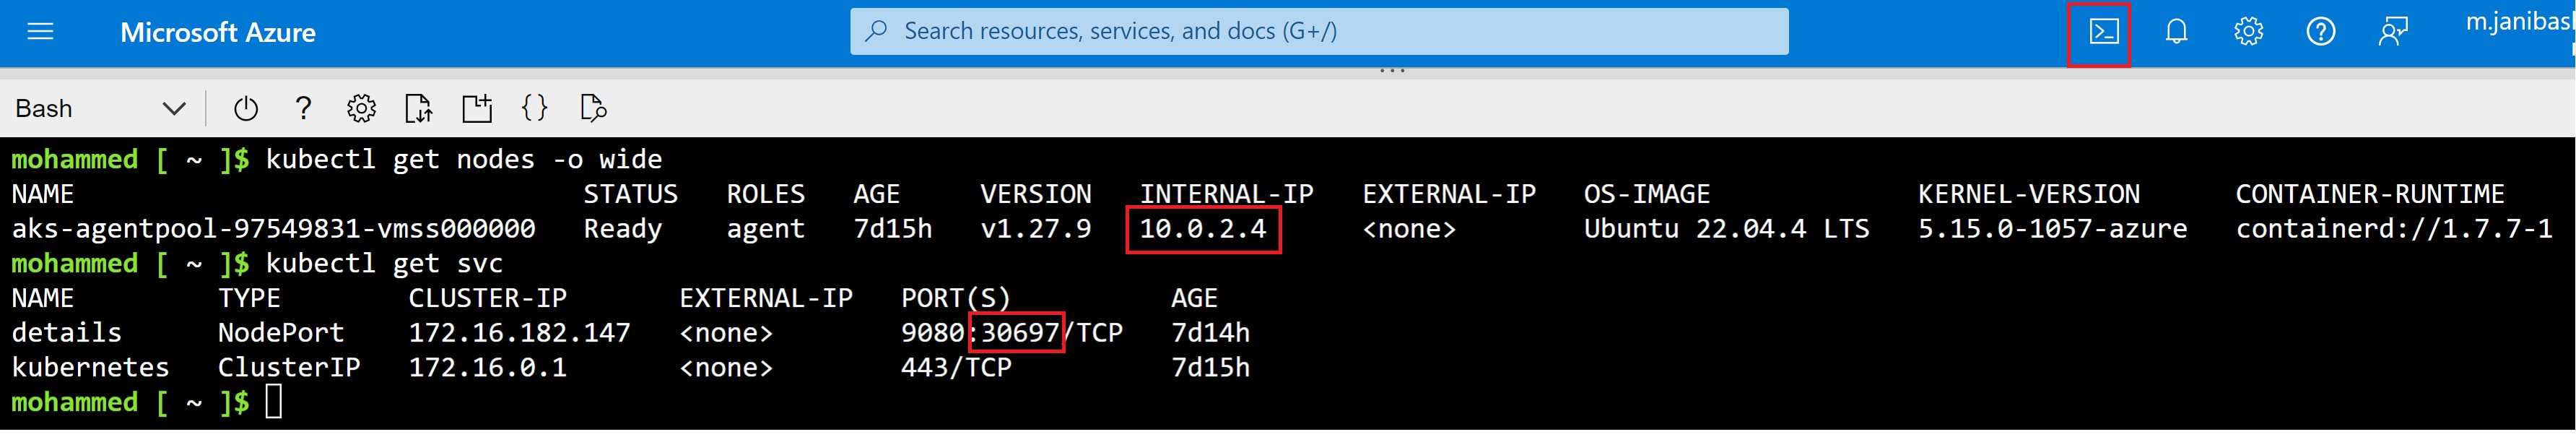 Microsoft Azure Search resources, services, and docs (G+/) m.janibas
Bash
mohammed [ ~ ]$ kubectl get nodes -o wide
NAME STATUS ROLES AGE VERSION INTERNAL-IP EXTERNAL-IP OS-IMAGE KERNEL-VERSION CONTAINER-RUNTIME
aks-agentpool-97549831-vmss000000 Ready agent 7d15h v1.27.9 10.0.2.4 <none> Ubuntu 22.04.4 LTS 5.15.0-1057-azure containerd://1.7.7-1
mohammed [ ~ ]$ kubectl get svc
NAME TYPE CLUSTER-IP EXTERNAL-IP PORT(S) AGE
details NodePort 172.16.182.147 <none> 9080:30697/TCP 7d14h
kubernetes ClusterIP 172.16.0.1 <none> 443/TCP 7d15h
mohammed [ ~ ]$